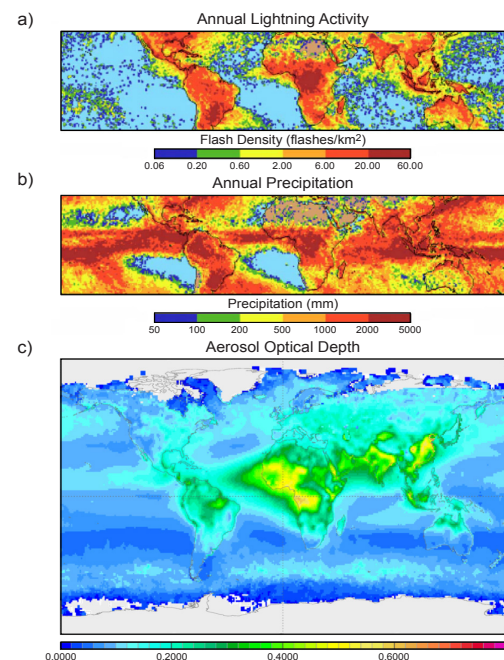 a)
Annual Lightning Activity
Flash Density (flashes/km2)
0.06 0.20 0.60 2.00 6.00 20.00 60.00
b)
Annual Precipitation
Precipitation (mm)
50 100 200 500 1000 2000 5000
c)
Aerosol Optical Depth
0.0000 0.2000 0.4000 0.6000